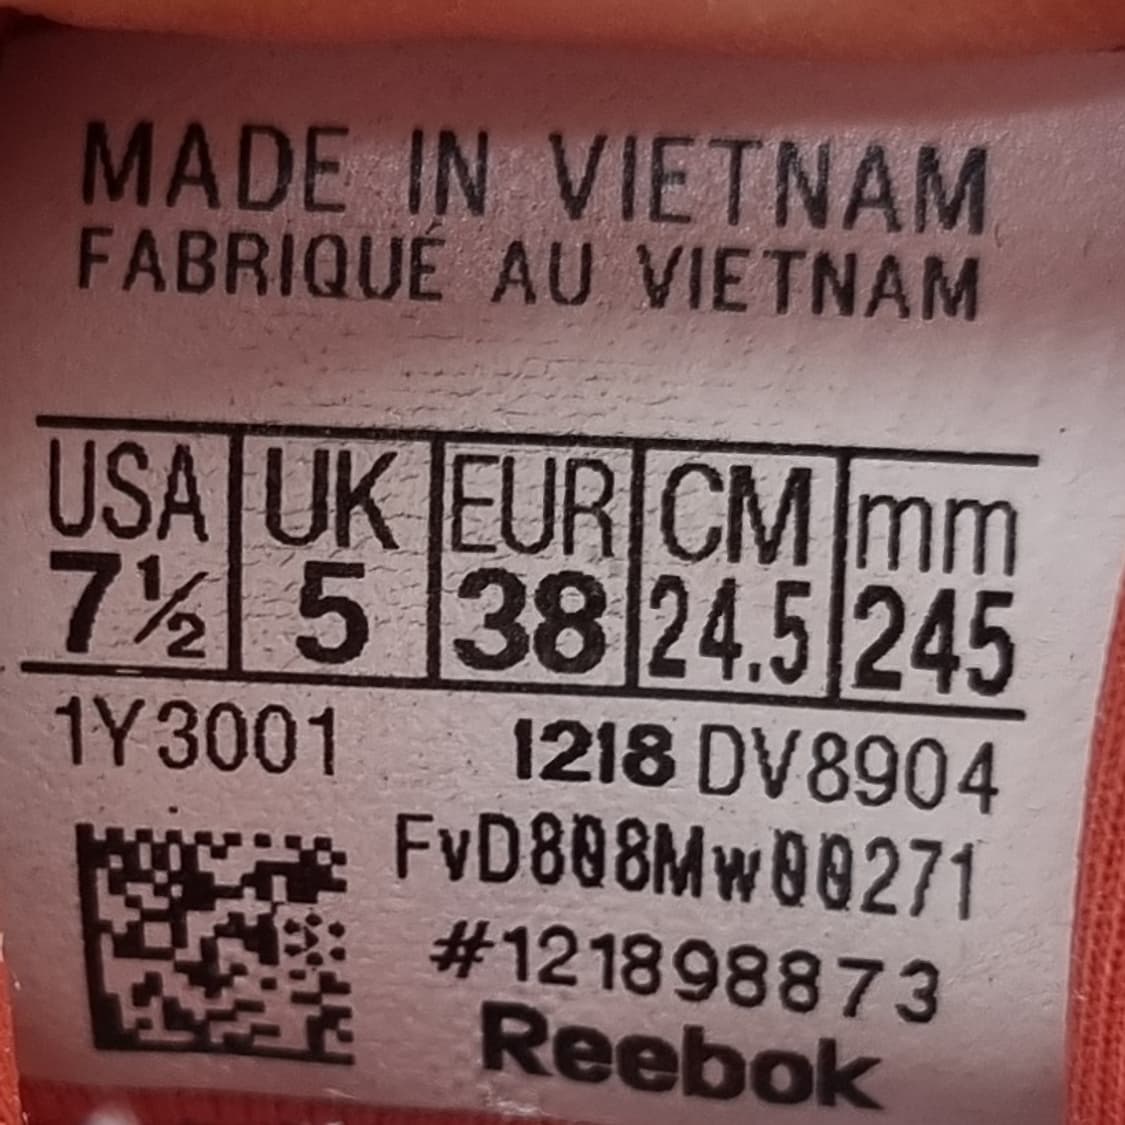 MADE IN VIETNAM
FABRIQUÉ AU VIETNAM
USA UK EUR CM mm
7½ 5 38 24.5 245
1Y3001 1218 DV8904
FvD808Mw00271
#121898873
Reebok